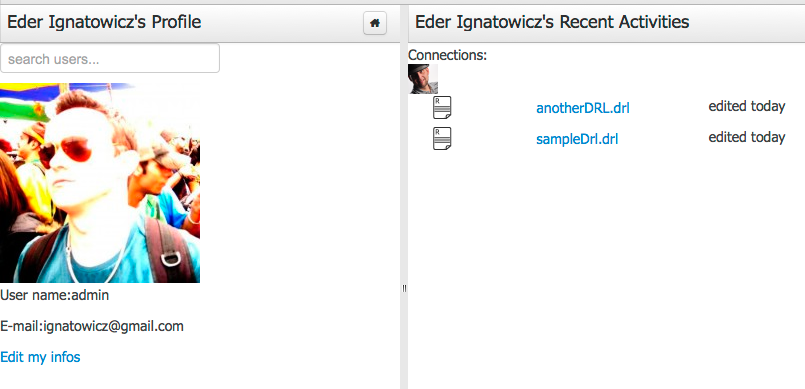 Eder Ignatowicz's Profile
search users...
User name:admin
E-mail:ignatowicz@gmail.com
Edit my infos
Eder Ignatowicz's Recent Activities
Connections:
R anotherDRL.drl edited today
R sampleDrl.drl edited today